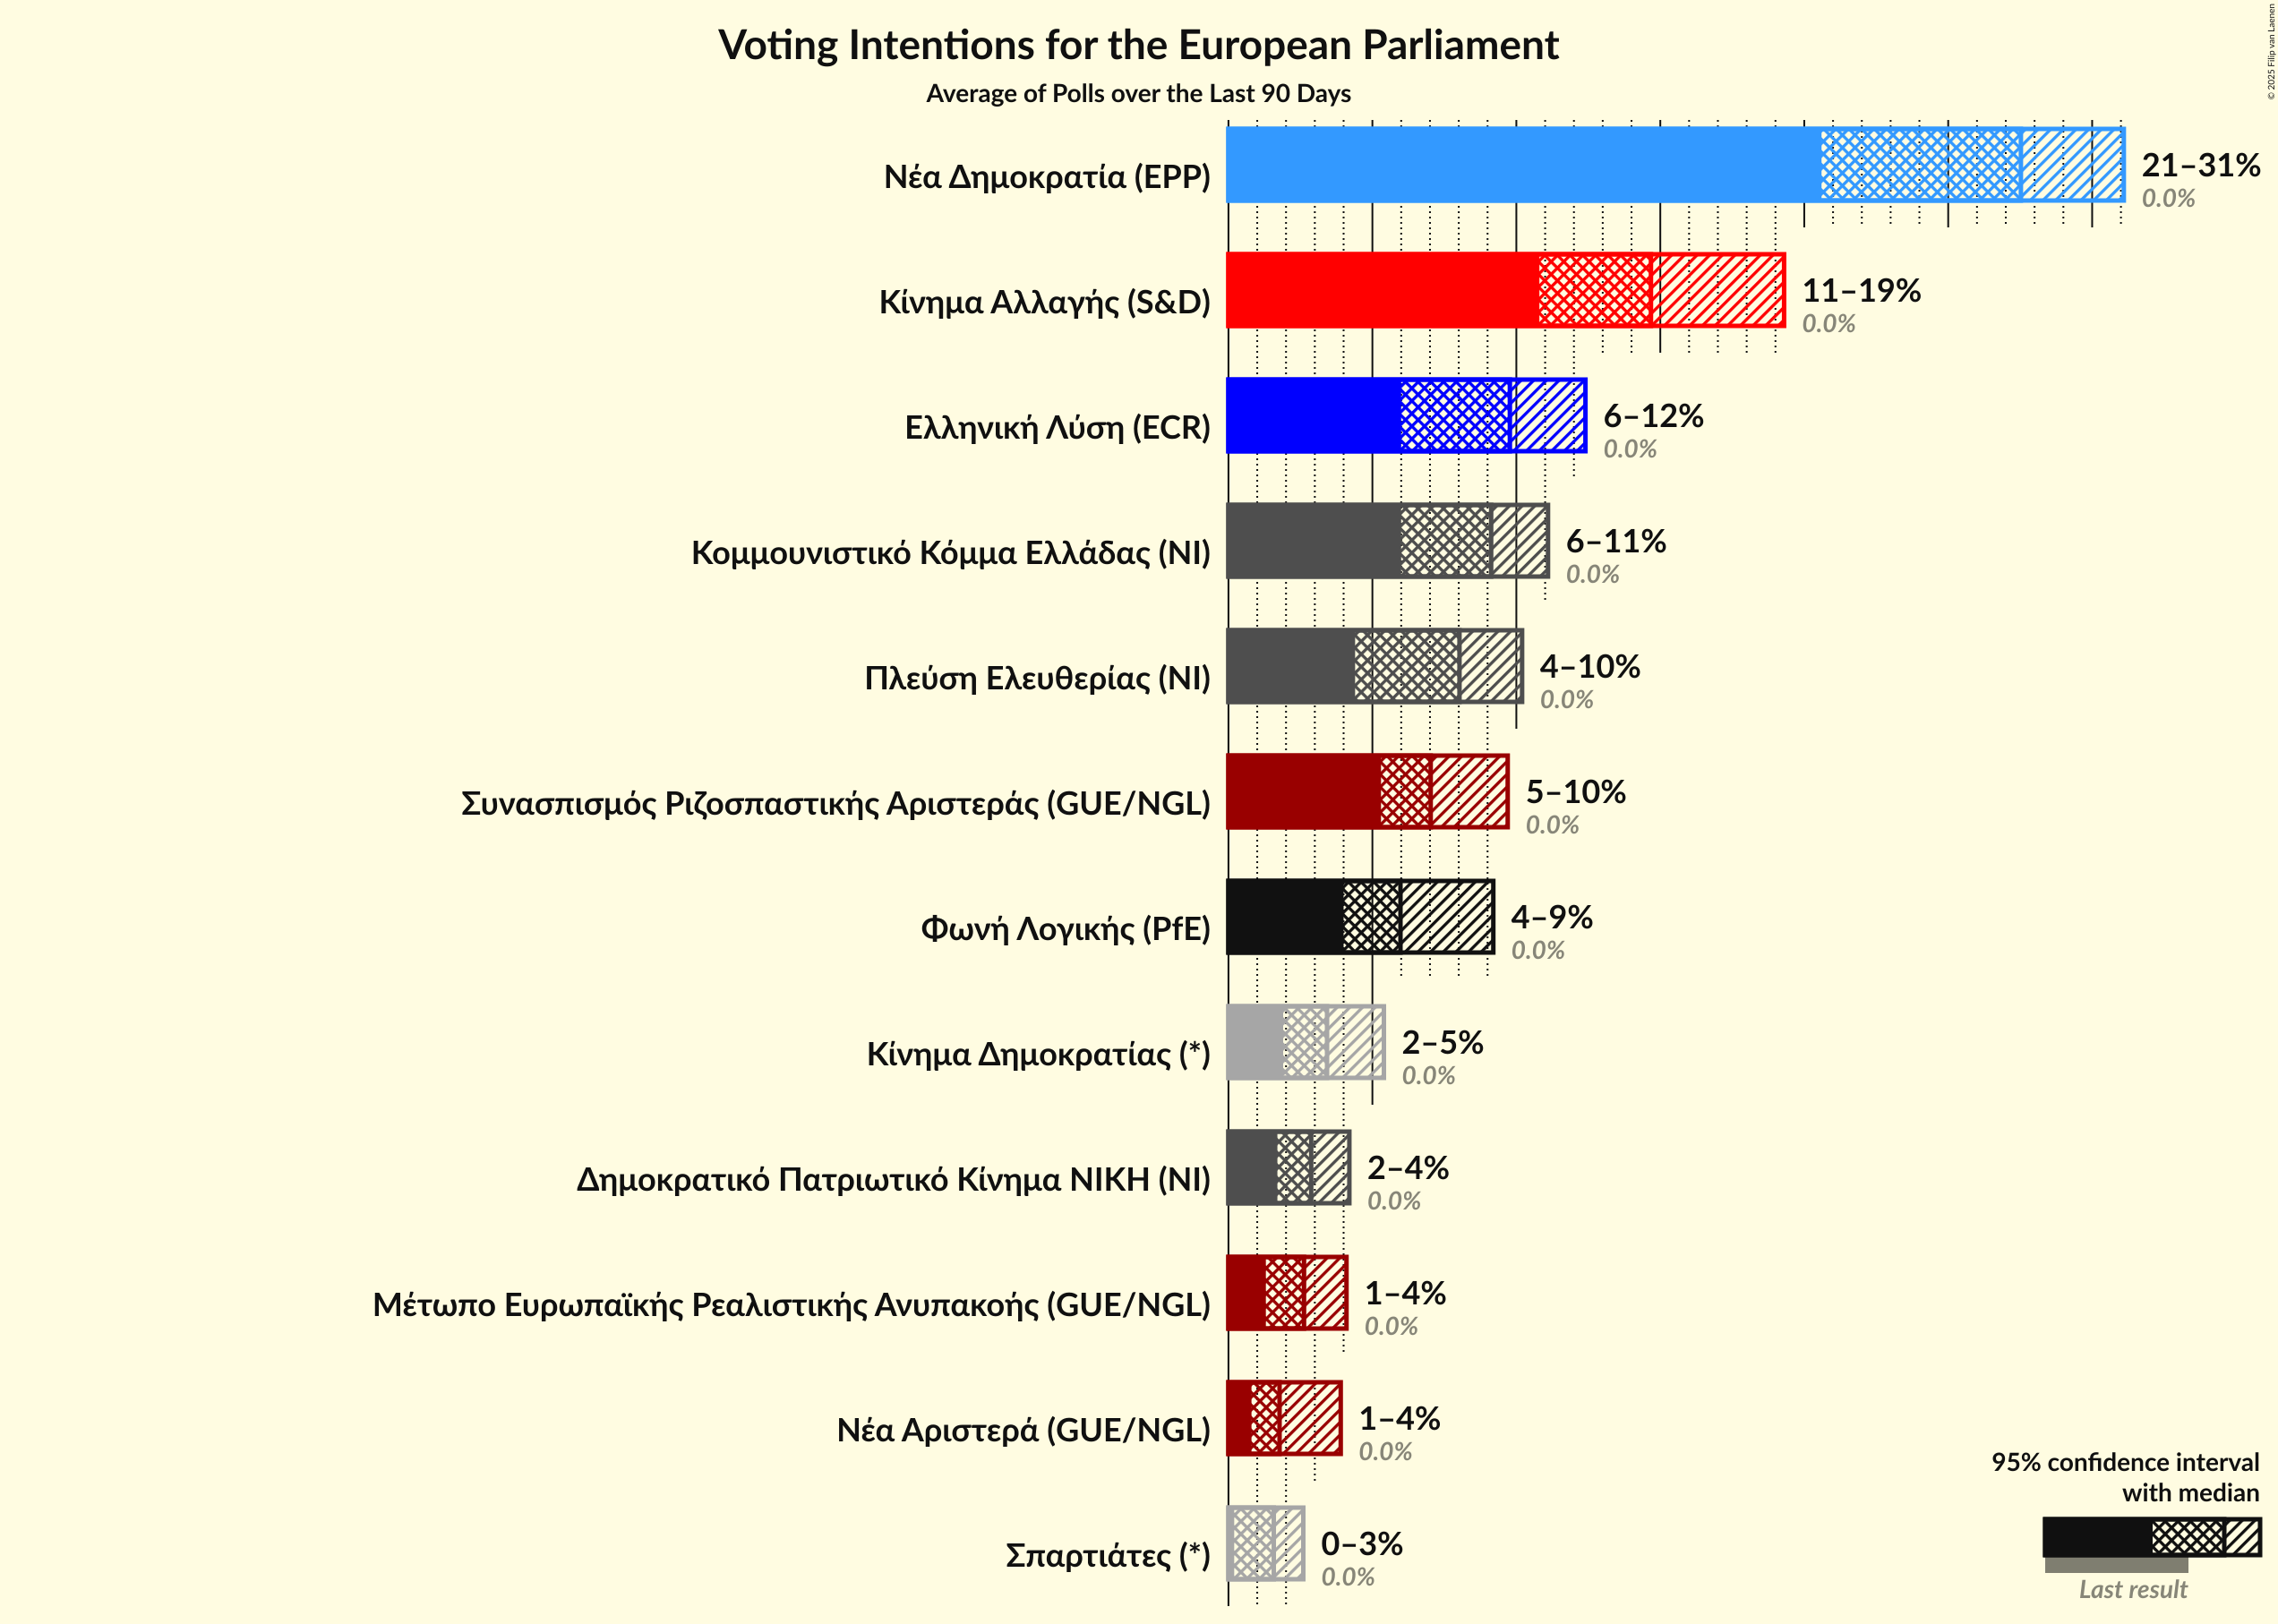 Voting Intentions for the European Parliament
Average of Polls over the Last 90 Days
© 2025 Filip van Laenen
Νέα Δημοκρατία (EPP)
21–31%
0.0%
Κίνημα Αλλαγής (S&D)
11–19%
0.0%
Ελληνική Λύση (ECR)
6–12%
0.0%
Κομμουνιστικό Κόμμα Ελλάδας (NI)
6–11%
0.0%
Πλεύση Ελευθερίας (NI)
4–10%
0.0%
Συνασπισμός Ριζοσπαστικής Αριστεράς (GUE/NGL)
5–10%
0.0%
Φωνή Λογικής (PfE)
4–9%
0.0%
Κίνημα Δημοκρατίας (*)
2–5%
0.0%
Δημοκρατικό Πατριωτικό Κίνημα ΝΙΚΗ (NI)
2–4%
0.0%
Μέτωπο Ευρωπαϊκής Ρεαλιστικής Ανυπακοής (GUE/NGL)
1–4%
0.0%
Νέα Αριστερά (GUE/NGL)
1–4%
0.0%
Σπαρτιάτες (*)
0–3%
0.0%
95% confidence interval
with median
Last result